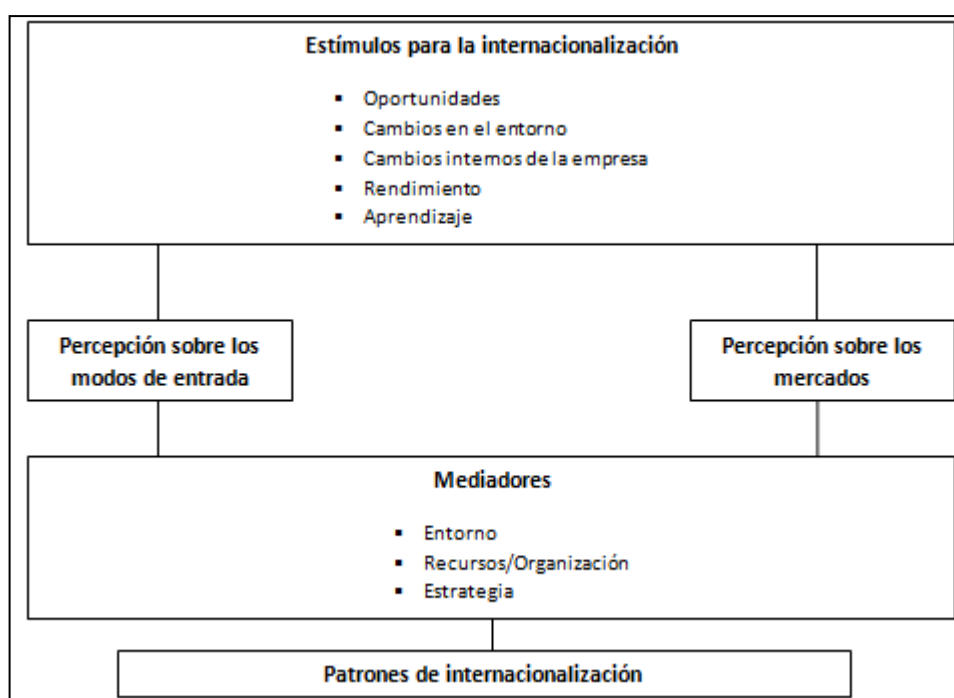 Estímulos para la internacionalización
▪ Oportunidades
▪ Cambios en el entorno
▪ Cambios internos de la empresa
▪ Rendimiento
▪ Aprendizaje
Percepción sobre los
modos de entrada
Percepción sobre los
mercados
Mediadores
▪ Entorno
▪ Recursos/Organización
▪ Estrategia
Patrones de internacionalización